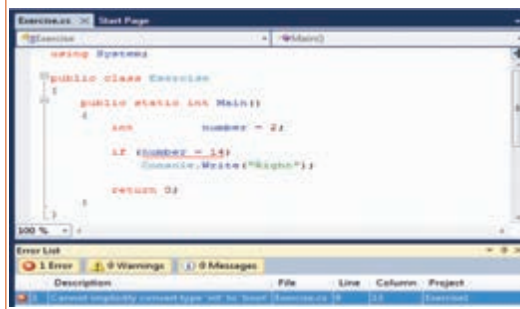 Exercise.cs Start Page
Exercise Main()
using System;
public class Exercise
{
public static int Main()
{
int number = 2;
if (number = 14)
Console.Write("Right");
return 0;
}
}
100 %
Error List
1 Error 0 Warnings 0 Messages
Description File Line Column Project
Cannot implicitly convert type 'int' to 'bool' Exercise.cs 9 13 Exercise1